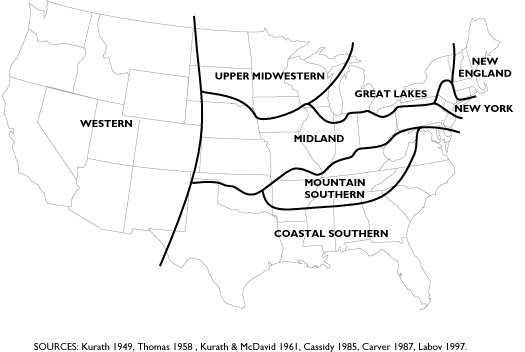 NEW
ENGLAND
UPPER MIDWESTERN
GREAT LAKES
NEW YORK
WESTERN
MIDLAND
MOUNTAIN
SOUTHERN
COASTAL SOUTHERN
SOURCES: Kurath 1949, Thomas 1958 , Kurath & McDavid 1961, Cassidy 1985, Carver 1987, Labov 1997.